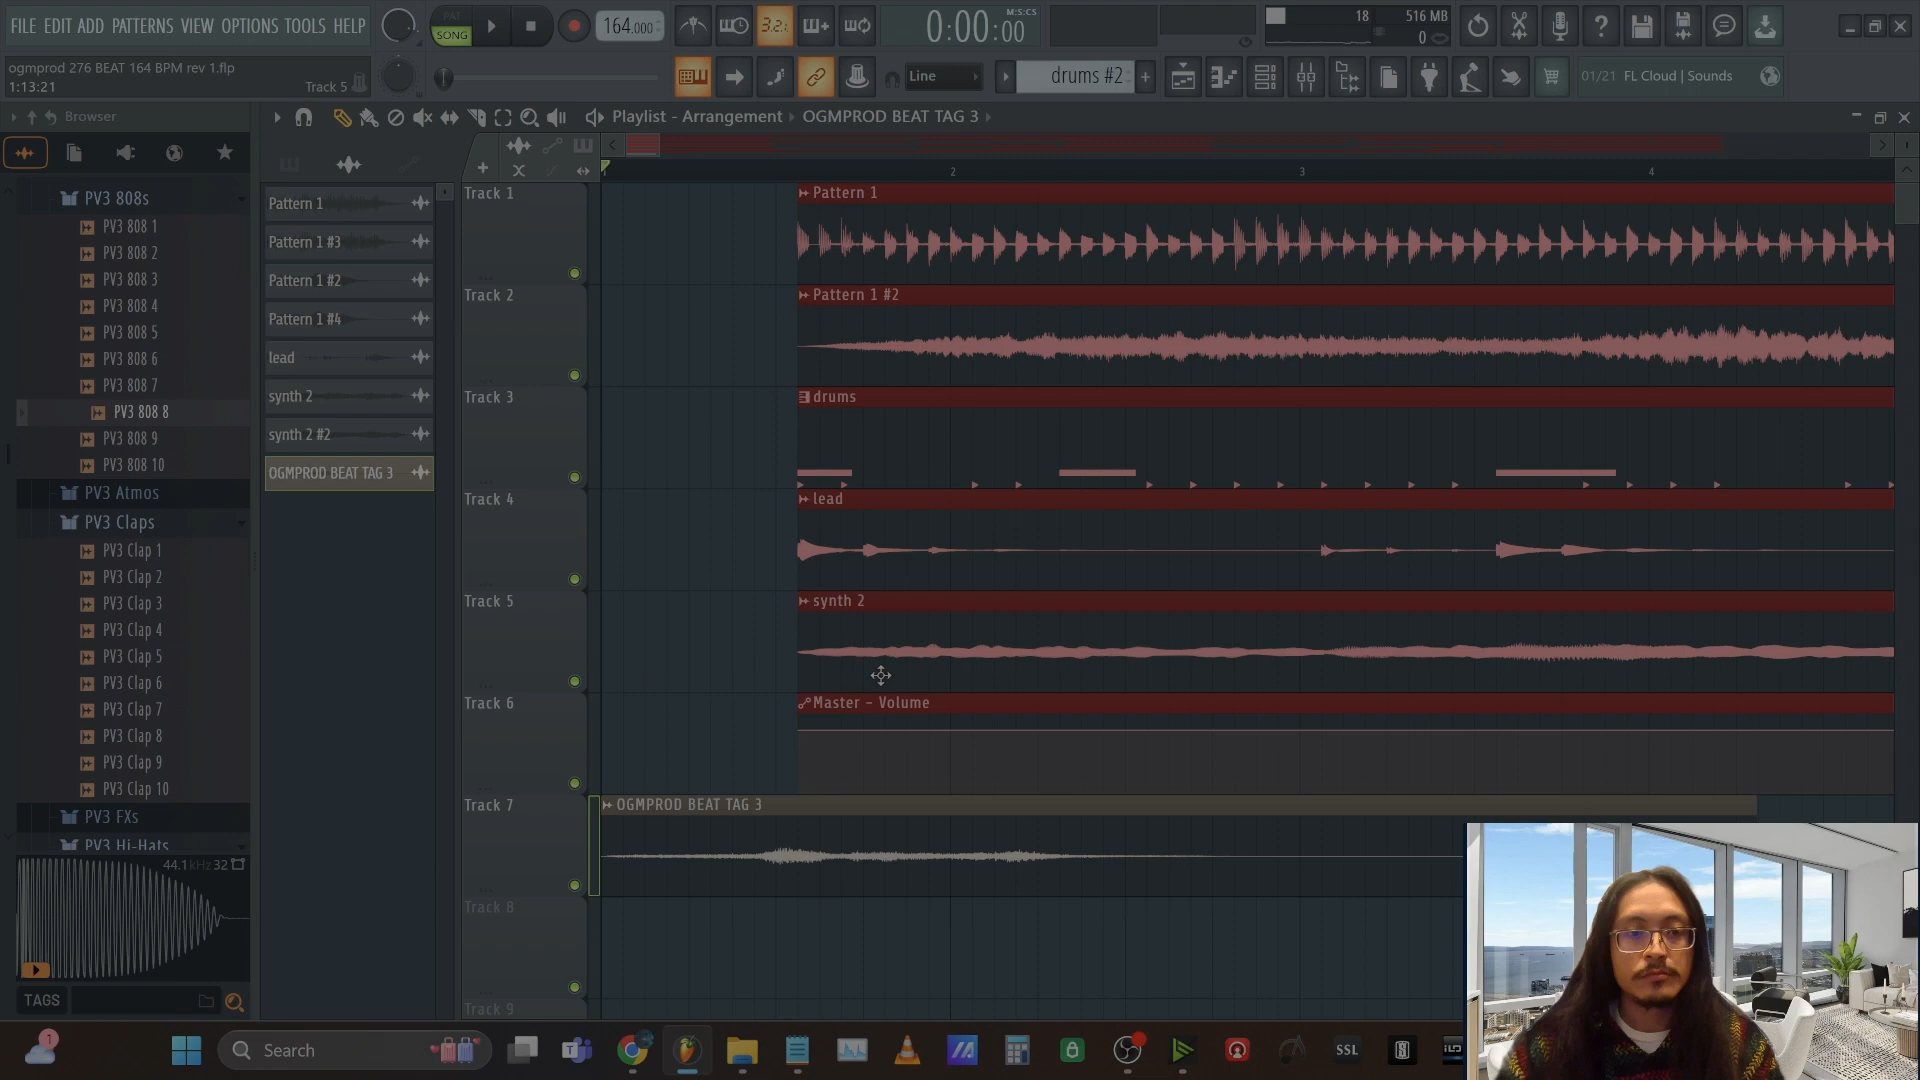 FILE EDIT ADD PATTERNS VIEW OPTIONS TOOLS HELP
PAT
SONG
164.000
3.2.
0:00:00
M:S:CS
18
516 MB
0
ogmprod 276 BEAT 164 BPM rev 1.flp
1:13:21
Track 5
Line
drums #2
01/21 FL Cloud | Sounds
Browser
Playlist - Arrangement
OGMPROD BEAT TAG 3
1
2
3
4
PV3 808s
PV3 808 1
PV3 808 2
PV3 808 3
PV3 808 4
PV3 808 5
PV3 808 6
PV3 808 7
PV3 808 8
PV3 808 9
PV3 808 10
PV3 Atmos
PV3 Claps
PV3 Clap 1
PV3 Clap 2
PV3 Clap 3
PV3 Clap 4
PV3 Clap 5
PV3 Clap 6
PV3 Clap 7
PV3 Clap 8
PV3 Clap 9
PV3 Clap 10
PV3 FXs
PV3 Hi-Hats
44.1kHz 32
TAGS
Pattern 1
Pattern 1 #3
Pattern 1 #2
Pattern 1 #4
lead
synth 2
synth 2 #2
OGMPROD BEAT TAG 3
Track 1
Pattern 1
Track 2
Pattern 1 #2
Track 3
drums
Track 4
lead
Track 5
synth 2
Track 6
Master - Volume
Track 7
OGMPROD BEAT TAG 3
Track 8
Track 9
1
Search
SSL